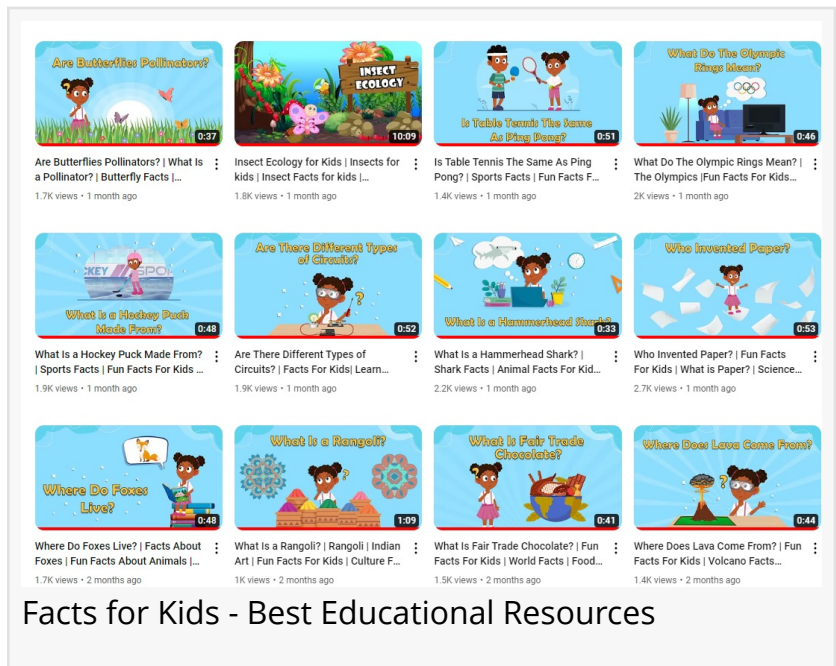 Are Butterflies Pollinators?
0:37
Are Butterflies Pollinators? | What Is
a Pollinator? | Butterfly Facts |...
1.7K views • 1 month ago
INSECT
ECOLOGY
10:09
Insect Ecology for Kids | Insects for
kids | Insect Facts for kids |...
1.8K views • 1 month ago
Is Table Tennis The Same
As Ping Pong?
0:51
Is Table Tennis The Same As Ping
Pong? | Sports Facts | Fun Facts F...
1.4K views • 1 month ago
What Do The Olympic
Rings Mean?
0:46
What Do The Olympic Rings Mean? |
The Olympics |Fun Facts For Kids...
2K views • 1 month ago
CKEY SPO
What Is a Hockey Puck
Made From?
0:48
What Is a Hockey Puck Made From?
| Sports Facts | Fun Facts For Kids ...
1.9K views • 1 month ago
Are There Different Types
of Circuits?
?
0:52
Are There Different Types of
Circuits? | Facts For Kids| Learn...
1.9K views • 1 month ago
What Is a Hammerhead Shark?
0:33
What Is a Hammerhead Shark? |
Shark Facts | Animal Facts For Kid...
2.2K views • 1 month ago
Who Invented Paper?
0:53
Who Invented Paper? | Fun Facts
For Kids | What is Paper? | Science...
2.7K views • 1 month ago
Where Do Foxes
Live?
0:48
Where Do Foxes Live? | Facts About
Foxes | Fun Facts About Animals |...
1.7K views • 2 months ago
What Is a Rangoli?
?
1:09
What Is a Rangoli? | Rangoli | Indian
Art | Fun Facts For Kids | Culture F...
1K views • 2 months ago
What Is Fair Trade
Chocolate?
0:41
What Is Fair Trade Chocolate? | Fun
Facts For Kids | World Facts | Food...
1.5K views • 2 months ago
Where Does Lava Come From?
?
0:44
Where Does Lava Come From? | Fun
Facts For Kids | Volcano Facts...
1.4K views • 2 months ago
Facts for Kids - Best Educational Resources